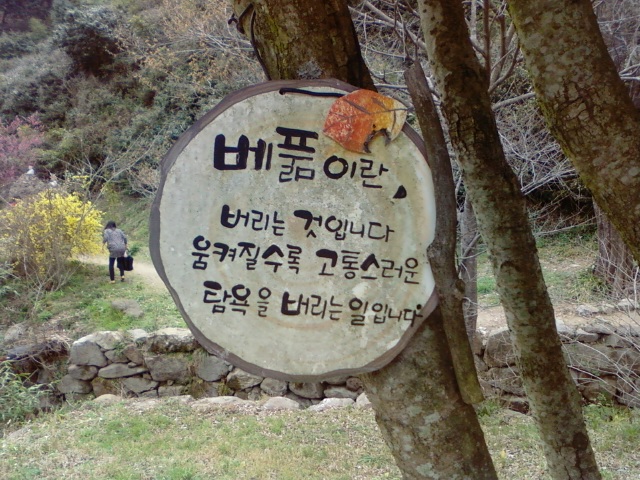 베풂이란,
버리는 것입니다
움켜질수록 고통스러운
탐욕을 버리는 일입니다